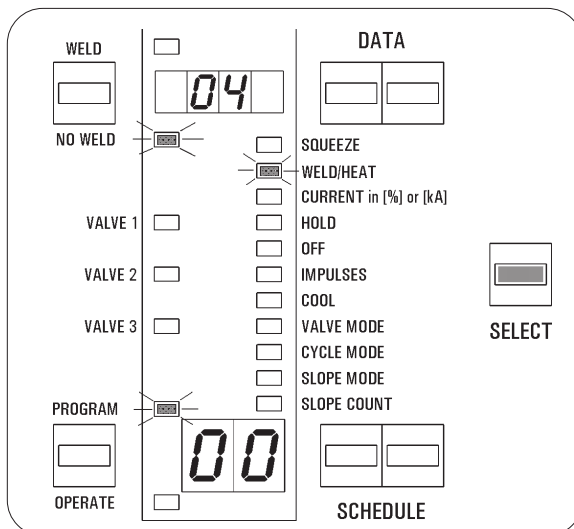 WELD
DATA
04
NO WELD
SQUEEZE
WELD/HEAT
CURRENT in [%] or [kA]
VALVE 1
HOLD
OFF
VALVE 2
IMPULSES
COOL
VALVE 3
VALVE MODE
SELECT
CYCLE MODE
SLOPE MODE
PROGRAM
SLOPE COUNT
00
OPERATE
SCHEDULE